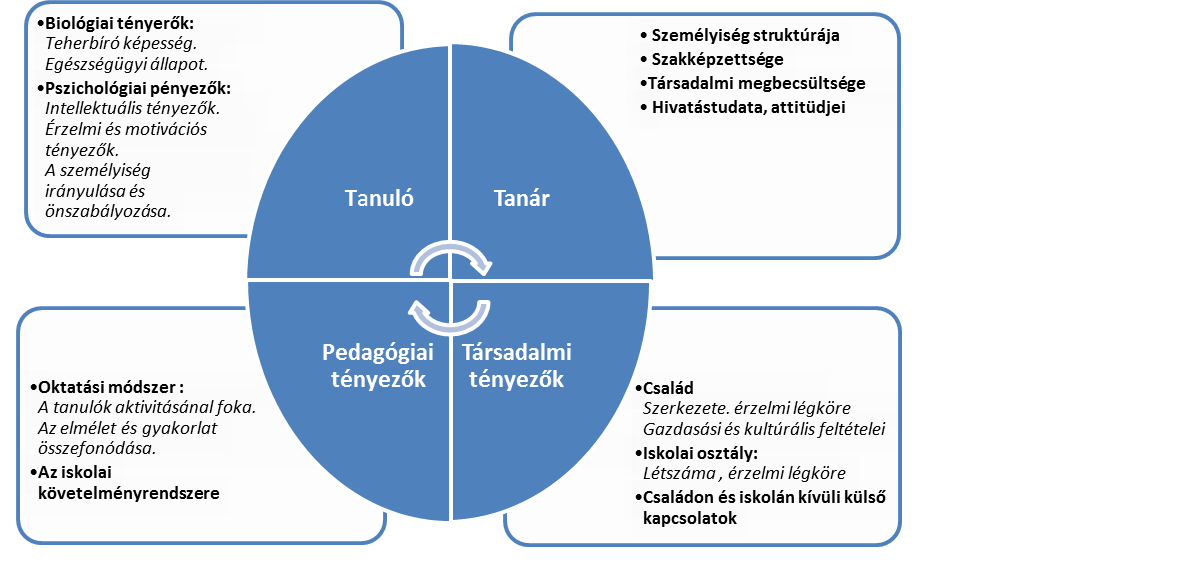 •Biológiai tényerők:
Teherbíró képesség.
Egészségügyi állapot.
•Pszichológiai pényezők:
Intellektuális tényezők.
Érzelmi és motivációs
tényezők.
A személyiség
irányulása és
önszabályozása.
• Személyiség struktúrája
• Szakképzettsége
•Társadalmi megbecsültsége
• Hivatástudata, attitüdjei
Tanuló
Tanár
Pedagógiai
tényezők
Társadalmi
tényezők
•Oktatási módszer :
A tanulók aktivitásánal foka.
Az elmélet és gyakorlat
összefonódása.
•Az iskolai
követelményrendszere
•Család
Szerkezete. érzelmi légköre
Gazdasási és kultúrális feltételei
•Iskolai osztály:
Létszáma , érzelmi légköre
•Családon és iskolán kívüli külső
kapcsolatok